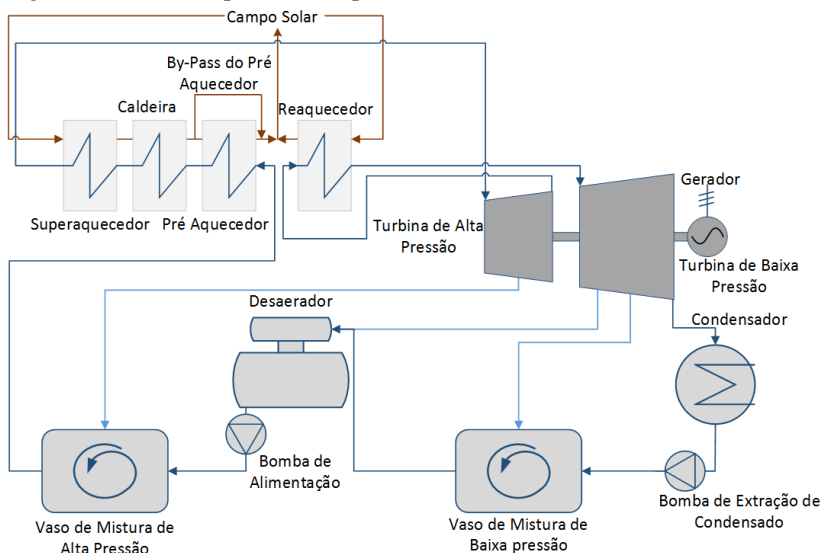 Campo Solar
By-Pass do Pré
Aquecedor
Caldeira
Reaquecedor
Superaquecedor
Pré Aquecedor
Turbina de Alta
Pressão
Gerador
Turbina de Baixa
Pressão
Desaerador
Condensador
Bomba de
Alimentação
Bomba de Extração de
Condensado
Vaso de Mistura de
Alta Pressão
Vaso de Mistura de
Baixa pressão